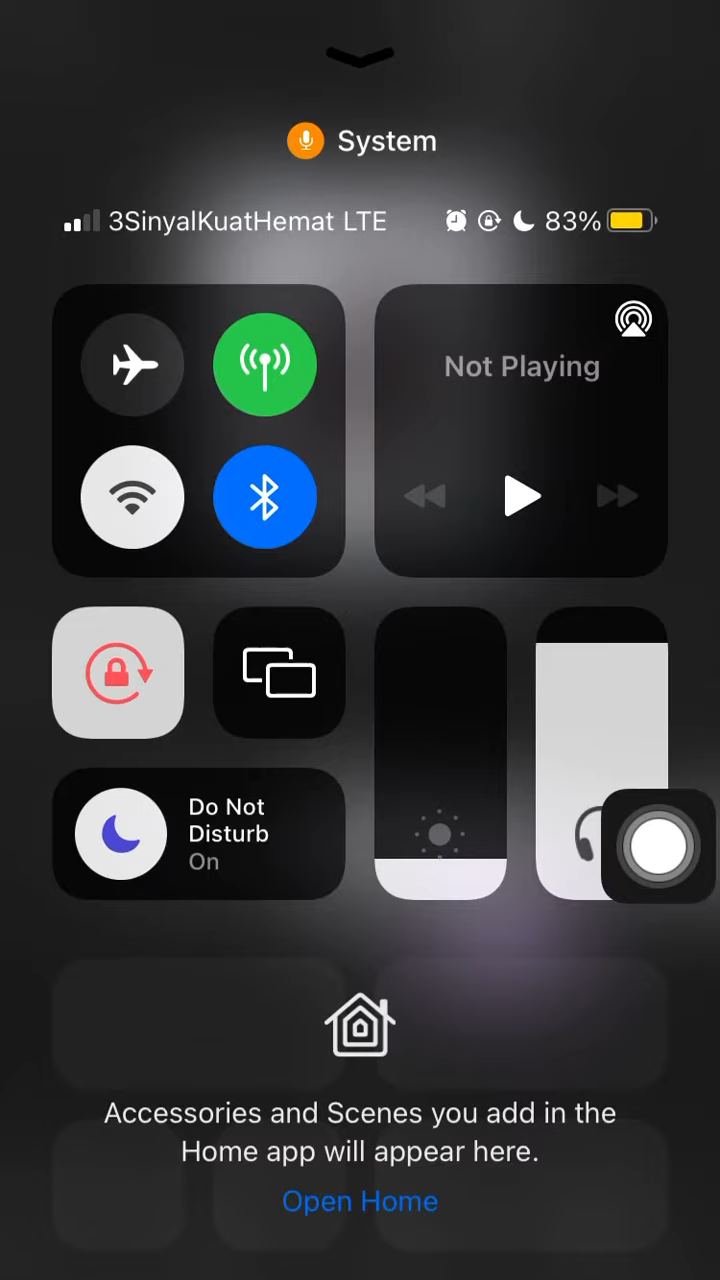 System
3SinyalKuatHemat LTE 83%
Not Playing
Do Not
Disturb
On
Accessories and Scenes you add in the
Home app will appear here.
Open Home